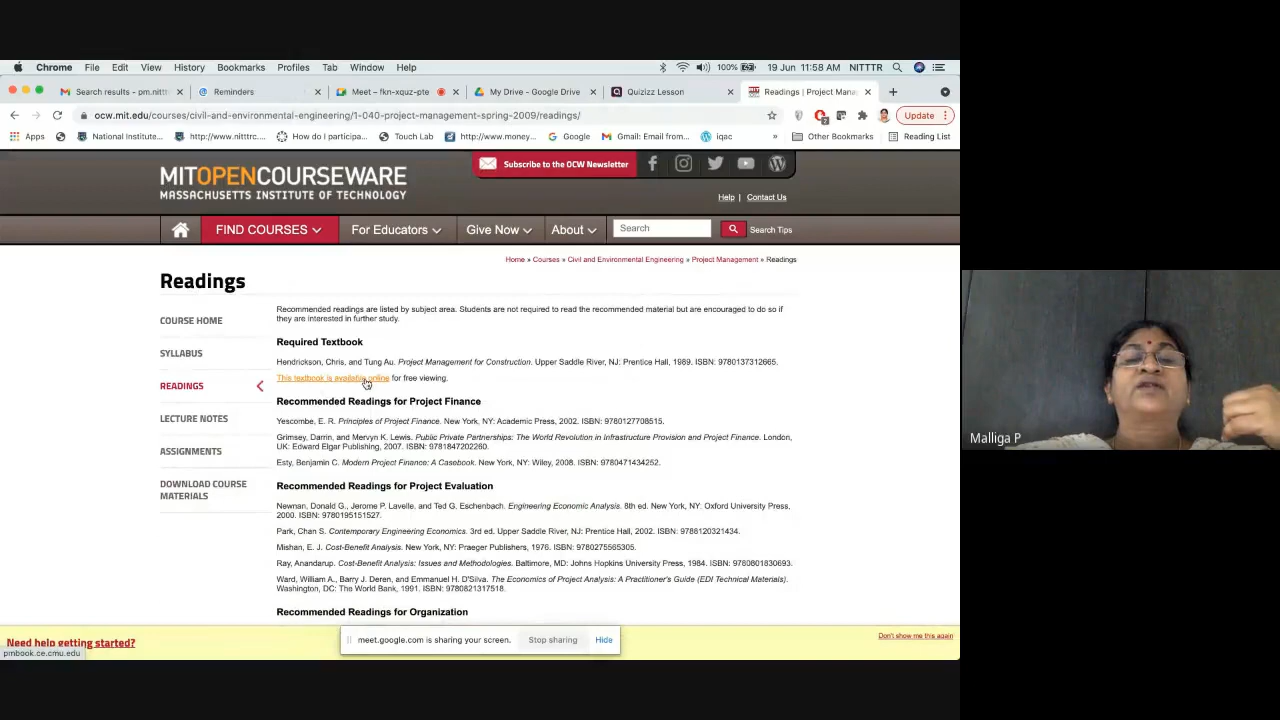 Chrome File Edit View History Bookmarks Profiles Tab Window Help 100% 19 Jun 11:58 AM NITTTR
Search results - pm.nitt Reminders Meet – fkn-xquz-pte My Drive - Google Drive Quizizz Lesson Readings | Project Mana
ocw.mit.edu/courses/civil-and-environmental-engineering/1-040-project-management-spring-2009/readings/ Update
Apps National Institute... http://www.nitttrc... How do I participa... Touch Lab http://www.money... Google Gmail: Email from... iqac Other Bookmarks Reading List
MITOPENCOURSEWARE
MASSACHUSETTS INSTITUTE OF TECHNOLOGY
Subscribe to the OCW Newsletter
Help | Contact Us
FIND COURSES For Educators Give Now About Search Search Tips
Home » Courses » Civil and Environmental Engineering » Project Management » Readings
Readings
COURSE HOME
SYLLABUS
READINGS
LECTURE NOTES
ASSIGNMENTS
DOWNLOAD COURSE
MATERIALS
Recommended readings are listed by subject area. Students are not required to read the recommended material but are encouraged to do so if
they are interested in further study.
Required Textbook
Hendrickson, Chris, and Tung Au. Project Management for Construction. Upper Saddle River, NJ: Prentice Hall, 1989. ISBN: 9780137312665.
This textbook is available online for free viewing.
Recommended Readings for Project Finance
Yescombe, E. R. Principles of Project Finance. New York, NY: Academic Press, 2002. ISBN: 9780127708515.
Grimsey, Darrin, and Mervyn K. Lewis. Public Private Partnerships: The World Revolution in Infrastructure Provision and Project Finance. London,
UK: Edward Elgar Publishing, 2007. ISBN: 9781847202260.
Esty, Benjamin C. Modern Project Finance: A Casebook. New York, NY: Wiley, 2008. ISBN: 9780471434252.
Recommended Readings for Project Evaluation
Newnan, Donald G., Jerome P. Lavelle, and Ted G. Eschenbach. Engineering Economic Analysis. 8th ed. New York, NY: Oxford University Press,
2000. ISBN: 9780195151527.
Park, Chan S. Contemporary Engineering Economics. 3rd ed. Upper Saddle River, NJ: Prentice Hall, 2002. ISBN: 9788120321434.
Mishan, E. J. Cost-Benefit Analysis. New York, NY: Praeger Publishers, 1976. ISBN: 9780275565305.
Ray, Anandarup. Cost-Benefit Analysis: Issues and Methodologies. Baltimore, MD: Johns Hopkins University Press, 1984. ISBN: 9780801830693.
Ward, William A., Barry J. Deren, and Emmanuel H. D'Silva. The Economics of Project Analysis: A Practitioner's Guide (EDI Technical Materials).
Washington, DC: The World Bank, 1991. ISBN: 9780821317518.
Recommended Readings for Organization
Need help getting started?
Don't show me this again
meet.google.com is sharing your screen. Stop sharing Hide
pmbook.ce.cmu.edu
Malliga P